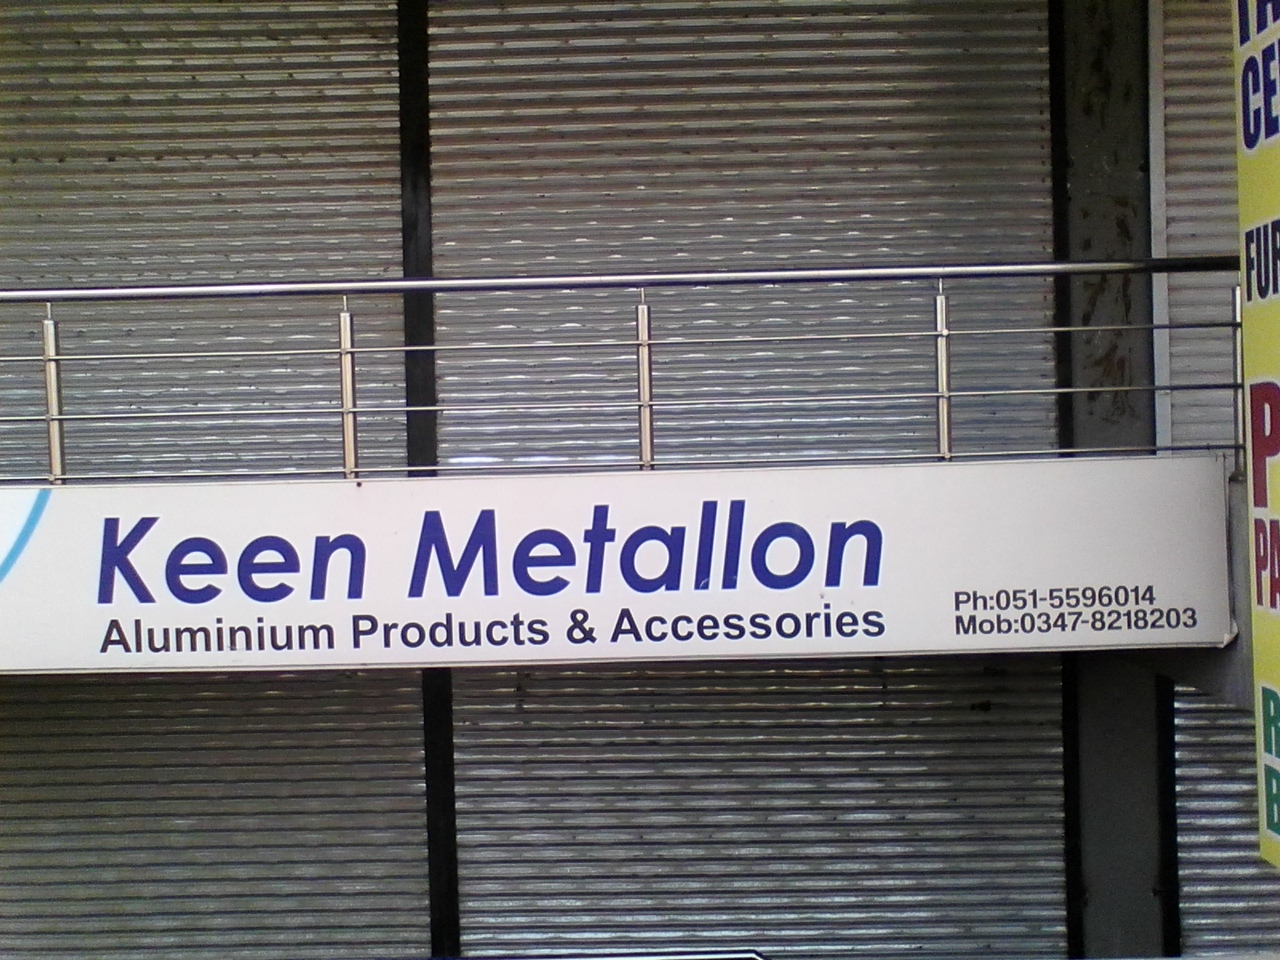 Keen Metallon
Aluminium Products & Accessories
Ph:051-5596014
Mob:0347-8218203